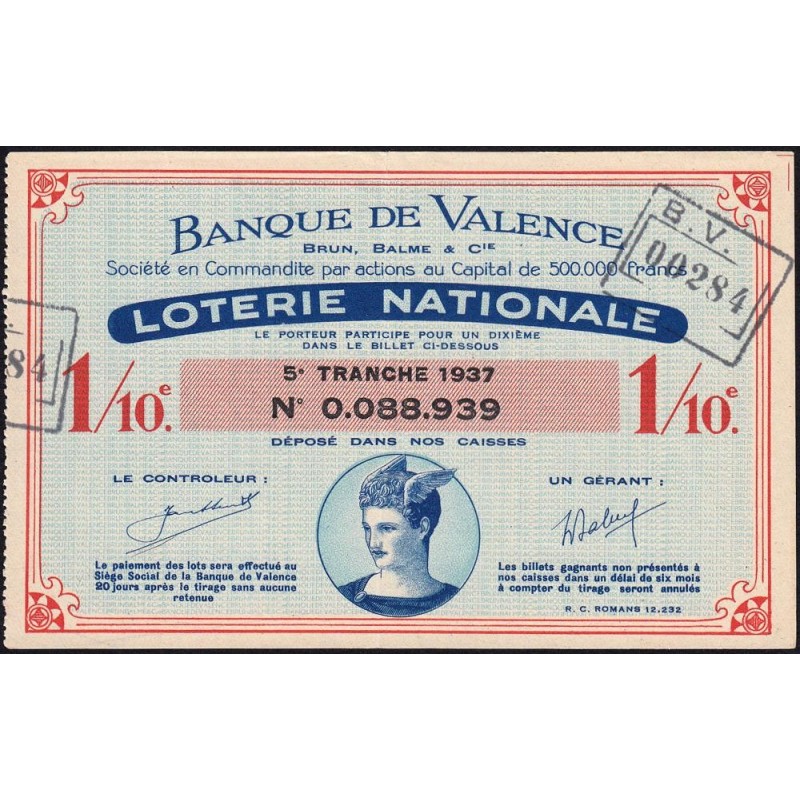 BANQUE DE VALENCE
BRUN, BALME & CIE
Société en Commandite par actions au Capital de 500.000 francs
B. V.
00284
LOTERIE NATIONALE
LE PORTEUR PARTICIPE POUR UN DIXIÈME
DANS LE BILLET CI-DESSOUS
84
1/10e.
5e TRANCHE 1937
N° 0.088.939
1/10e.
DÉPOSÉ DANS NOS CAISSES
LE CONTROLEUR :
UN GÉRANT :
Le paiement des lots sera effectué au
Siège Social de la Banque de Valence
20 jours après le tirage sans aucune
retenue
Les billets gagnants non présentés à
nos caisses dans un délai de six mois
à compter du tirage seront annulés
R. C. ROMANS 12.232